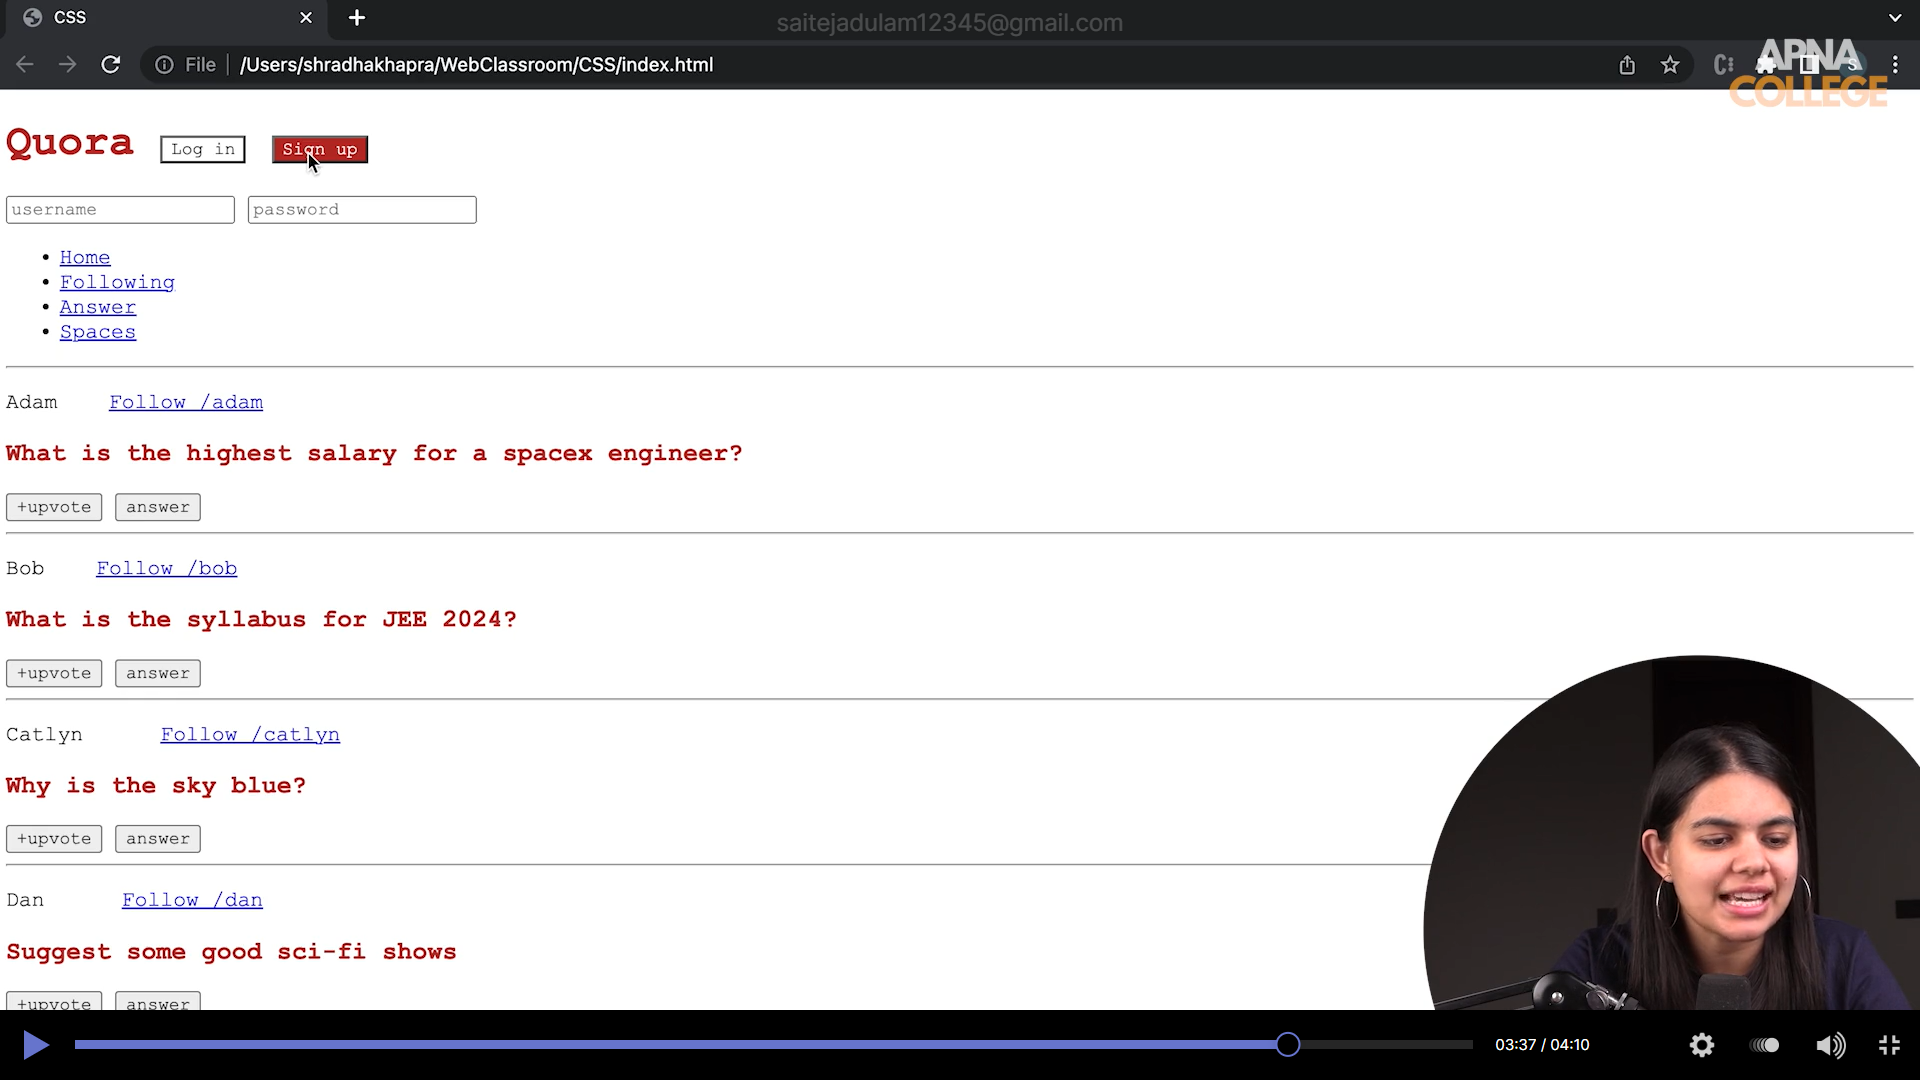 CSS
saitejadulam12345@gmail.com
File /Users/shradhakhapra/WebClassroom/CSS/index.html
APNA
COLLEGE
Quora Log in Sign up
username password
Home
Following
Answer
Spaces
Adam Follow /adam
What is the highest salary for a spacex engineer?
+upvote answer
Bob Follow /bob
What is the syllabus for JEE 2024?
+upvote answer
Catlyn Follow /catlyn
Why is the sky blue?
+upvote answer
Dan Follow /dan
Suggest some good sci-fi shows
+upvote answer
03:37 / 04:10